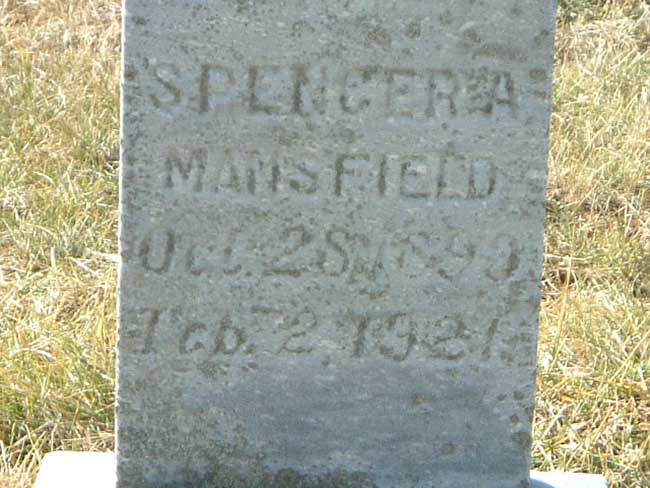 SPENCER A
MANSFIELD
Oct. 28, 1893
Feb. 2, 1921.